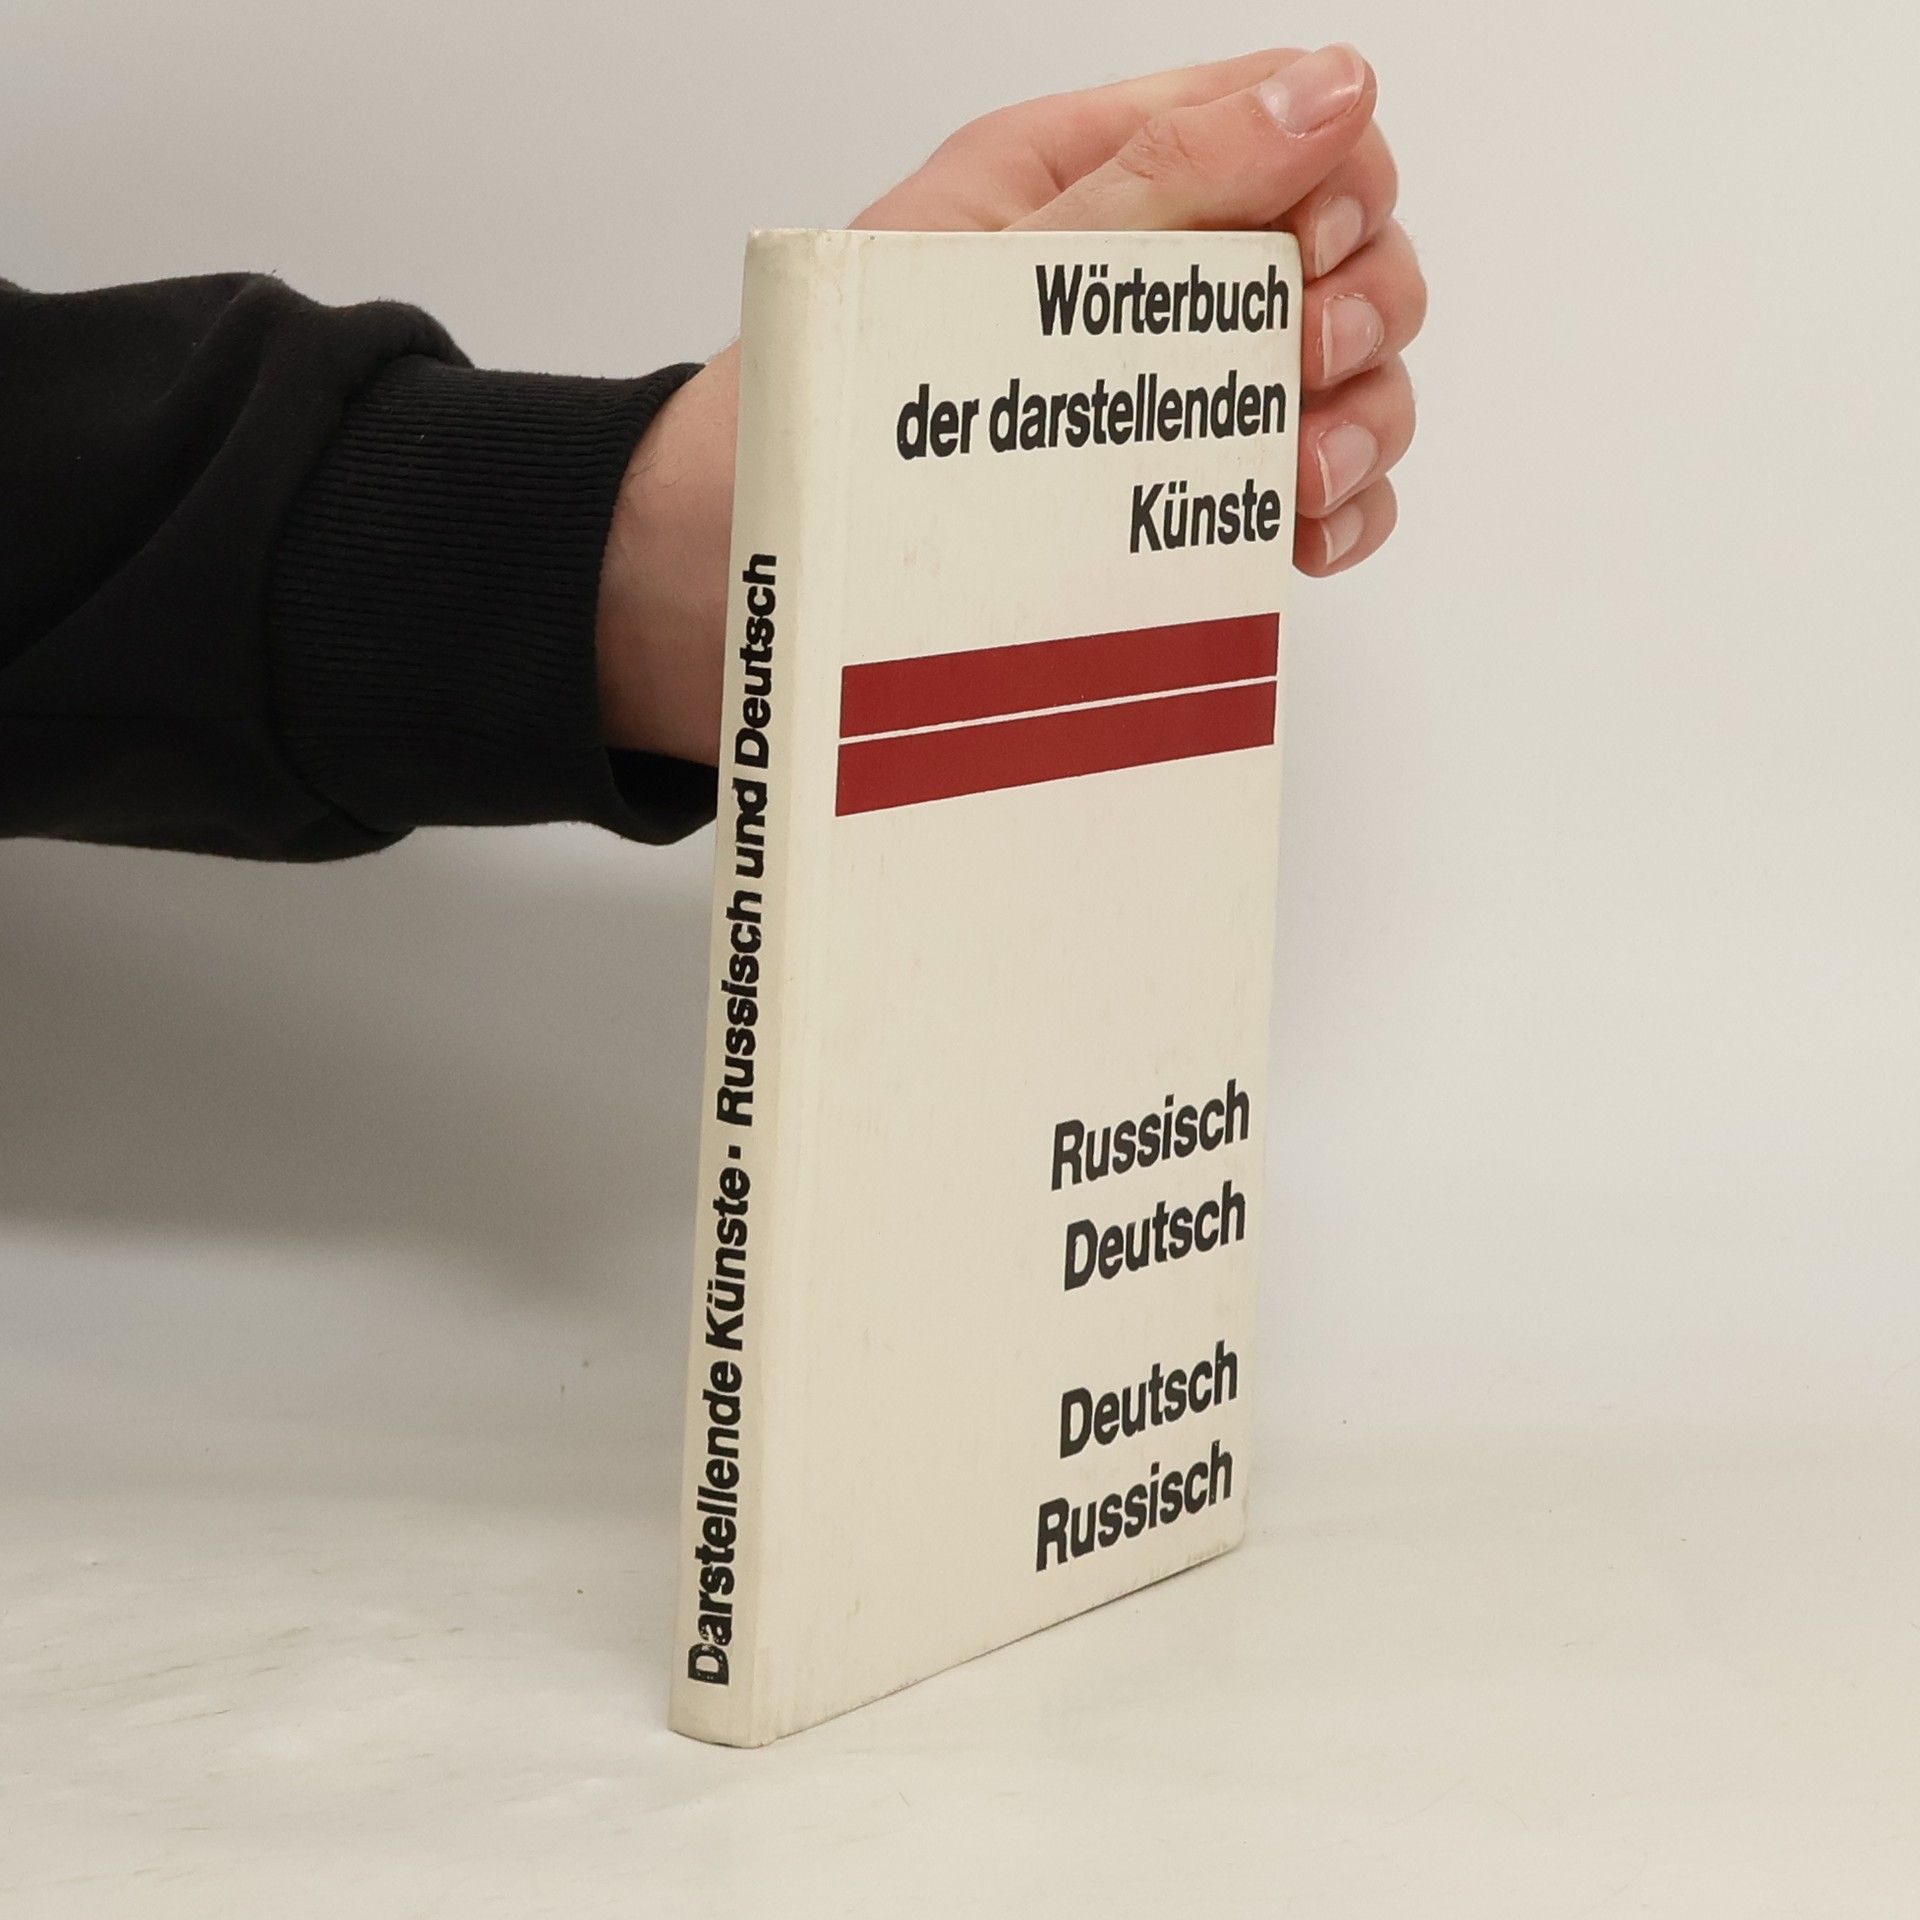 Wörterbuch
der darstellenden
Künste
Russisch
Deutsch
Deutsch
Russisch
Darstellende Künste · Russisch und Deutsch